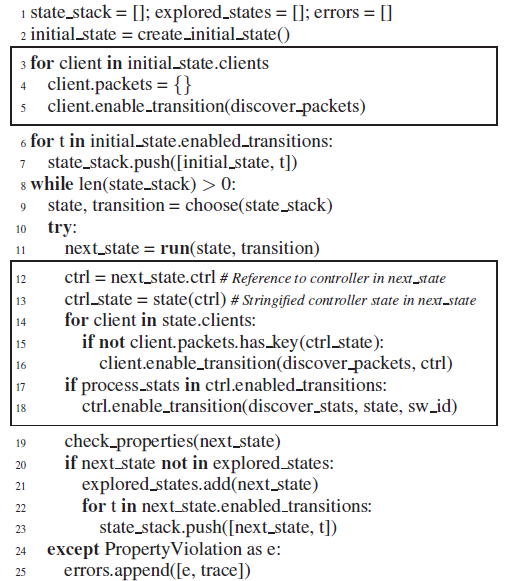 1 state_stack = []; explored_states = []; errors = []
2 initial_state = create_initial_state()
3 for client in initial_state.clients
4 client.packets = {}
5 client.enable_transition(discover_packets)
6 for t in initial_state.enabled_transitions:
7 state_stack.push([initial_state, t])
8 while len(state_stack) > 0:
9 state, transition = choose(state_stack)
10 try:
11 next_state = run(state, transition)
12 ctrl = next_state.ctrl # Reference to controller in next_state
13 ctrl_state = state(ctrl) # Stringified controller state in next_state
14 for client in state.clients:
15 if not client.packets.has_key(ctrl_state):
16 client.enable_transition(discover_packets, ctrl)
17 if process_stats in ctrl.enabled_transitions:
18 ctrl.enable_transition(discover_stats, state, sw_id)
19 check_properties(next_state)
20 if next_state not in explored_states:
21 explored_states.add(next_state)
22 for t in next_state.enabled_transitions:
23 state_stack.push([next_state, t])
24 except PropertyViolation as e:
25 errors.append([e, trace])